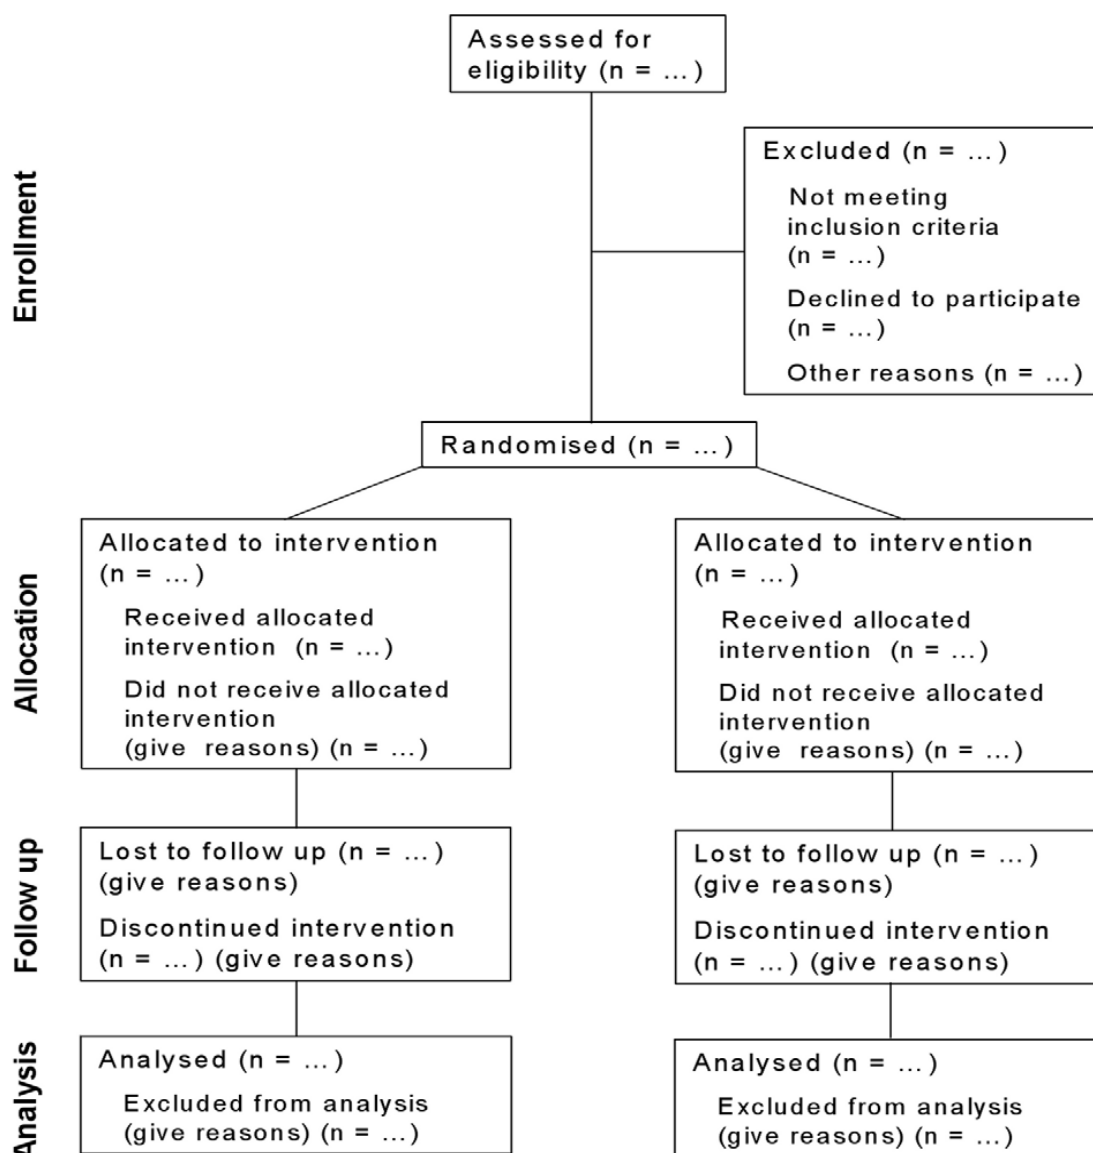 Assessed for
eligibility (n = ...)
Enrollment
Excluded (n = ...)
Not meeting
inclusion criteria
(n = ...)
Declined to participate
(n = ...)
Other reasons (n = ...)
Randomised (n = ...)
Allocation
Allocated to intervention
(n = ...)
Received allocated
intervention (n = ...)
Did not receive allocated
intervention
(give reasons) (n = ...)
Allocated to intervention
(n = ...)
Received allocated
intervention (n = ...)
Did not receive allocated
intervention
(give reasons) (n = ...)
Follow up
Lost to follow up (n = ...)
(give reasons)
Discontinued intervention
(n = ...) (give reasons)
Lost to follow up (n = ...)
(give reasons)
Discontinued intervention
(n = ...) (give reasons)
Analysis
Analysed (n = ...)
Excluded from analysis
(give reasons) (n = ...)
Analysed (n = ...)
Excluded from analysis
(give reasons) (n = ...)